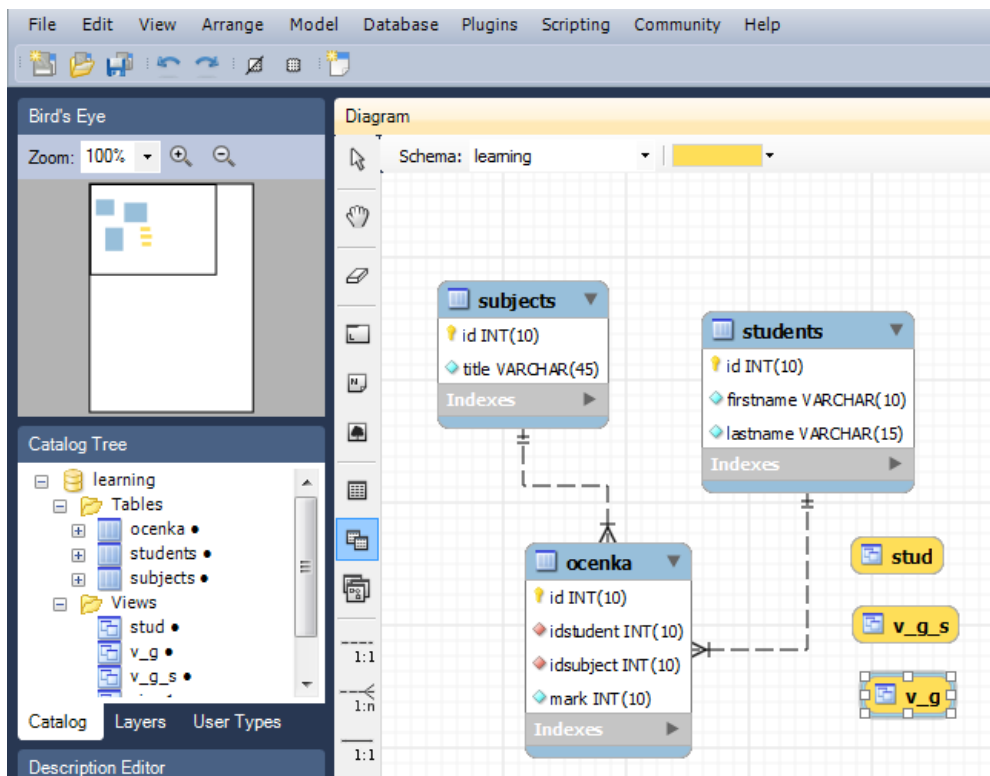 File Edit View Arrange Model Database Plugins Scripting Community Help
Bird's Eye
Zoom: 100%
Catalog Tree
learning
Tables
ocenka
students
subjects
Views
stud
v_g
v_g_s
Catalog Layers User Types
Description Editor
Diagram
Schema: learning
1:1
1:n
1:1
subjects
id INT(10)
title VARCHAR(45)
Indexes
students
id INT(10)
firstname VARCHAR(10)
lastname VARCHAR(15)
Indexes
ocenka
id INT(10)
idstudent INT(10)
idsubject INT(10)
mark INT(10)
Indexes
stud
v_g_s
v_g